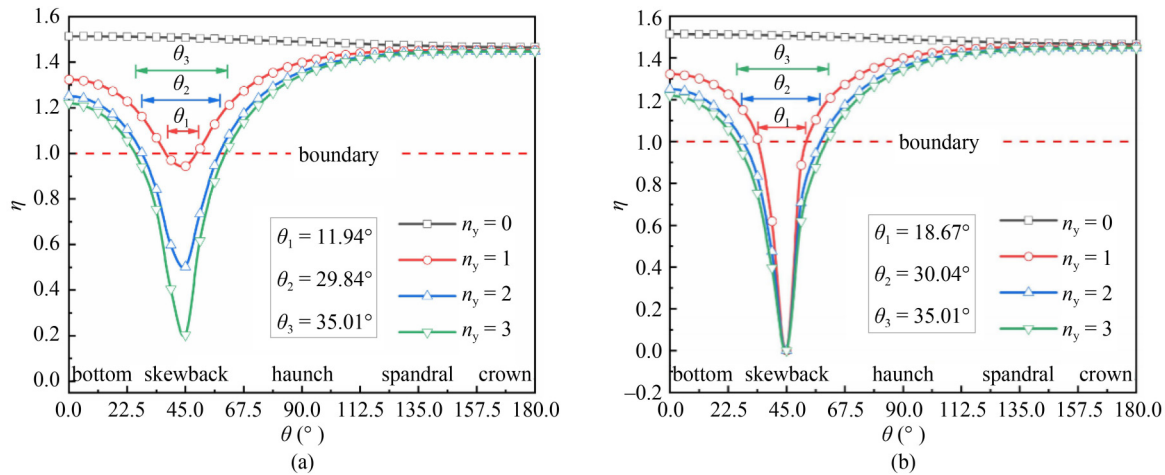 1.6
1.4
1.2
1.0
0.8
0.6
0.4
0.2
0.0
η
θ3
θ2
θ1
boundary
θ1 = 11.94°
θ2 = 29.84°
θ3 = 35.01°
ny = 0
ny = 1
ny = 2
ny = 3
bottom skewback haunch spandral crown
0.0 22.5 45.0 67.5 90.0 112.5 135.0 157.5 180.0
θ (°)
(a)
1.6
1.4
1.2
1.0
0.8
0.6
0.4
0.2
0.0
−0.2
η
θ3
θ2
θ1
boundary
θ1 = 18.67°
θ2 = 30.04°
θ3 = 35.01°
ny = 0
ny = 1
ny = 2
ny = 3
bottom skewback haunch spandral crown
0.0 22.5 45.0 67.5 90.0 112.5 135.0 157.5 180.0
θ (°)
(b)